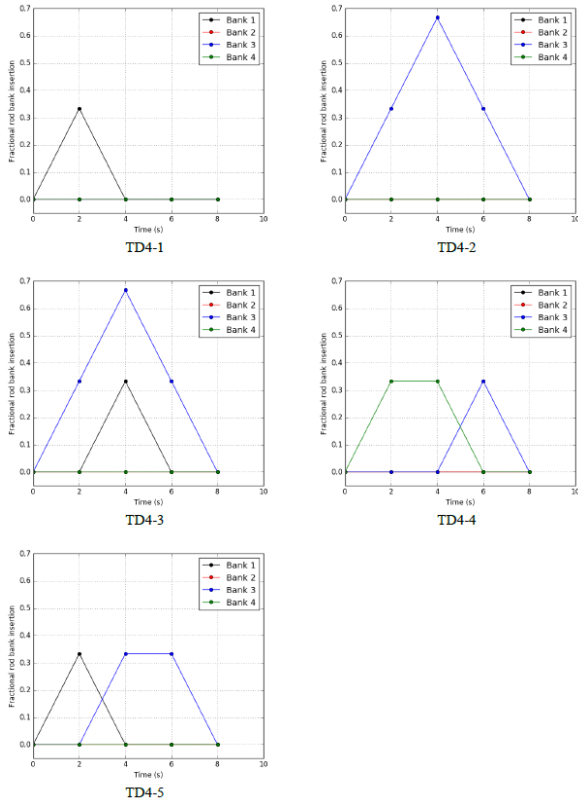 Fractional rod bank insertion
0.7
0.6
0.5
0.4
0.3
0.2
0.1
0.0
0 2 4 6 8 10
Time (s)
Bank 1
Bank 2
Bank 3
Bank 4
TD4-1
Fractional rod bank insertion
0.7
0.6
0.5
0.4
0.3
0.2
0.1
0.0
0 2 4 6 8 10
Time (s)
Bank 1
Bank 2
Bank 3
Bank 4
TD4-2
Fractional rod bank insertion
0.7
0.6
0.5
0.4
0.3
0.2
0.1
0.0
0 2 4 6 8 10
Time (s)
Bank 1
Bank 2
Bank 3
Bank 4
TD4-3
Fractional rod bank insertion
0.7
0.6
0.5
0.4
0.3
0.2
0.1
0.0
0 2 4 6 8 10
Time (s)
Bank 1
Bank 2
Bank 3
Bank 4
TD4-4
Fractional rod bank insertion
0.7
0.6
0.5
0.4
0.3
0.2
0.1
0.0
0 2 4 6 8 10
Time (s)
Bank 1
Bank 2
Bank 3
Bank 4
TD4-5